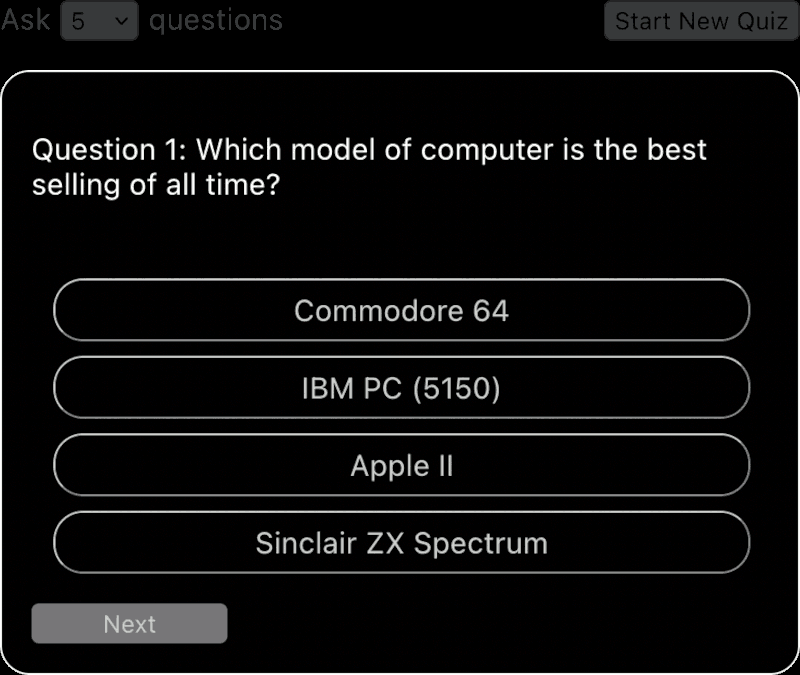 Ask 5 questions Start New Quiz
Question 1: Which model of computer is the best
selling of all time?
Commodore 64
IBM PC (5150)
Apple II
Sinclair ZX Spectrum
Next